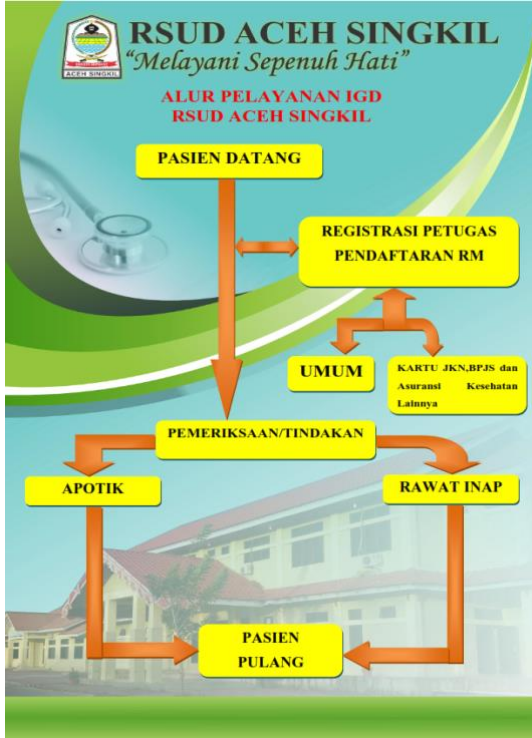 RSUD ACEH SINGKIL
"Melayani Sepenuh Hati"
ACEH SINGKIL
ALUR PELAYANAN IGD
RSUD ACEH SINGKIL
PASIEN DATANG
REGISTRASI PETUGAS
PENDAFTARAN RM
UMUM
KARTU JKN,BPJS dan
Asuransi Kesehatan
Lainnya
PEMERIKSAAN/TINDAKAN
APOTIK
RAWAT INAP
PASIEN
PULANG